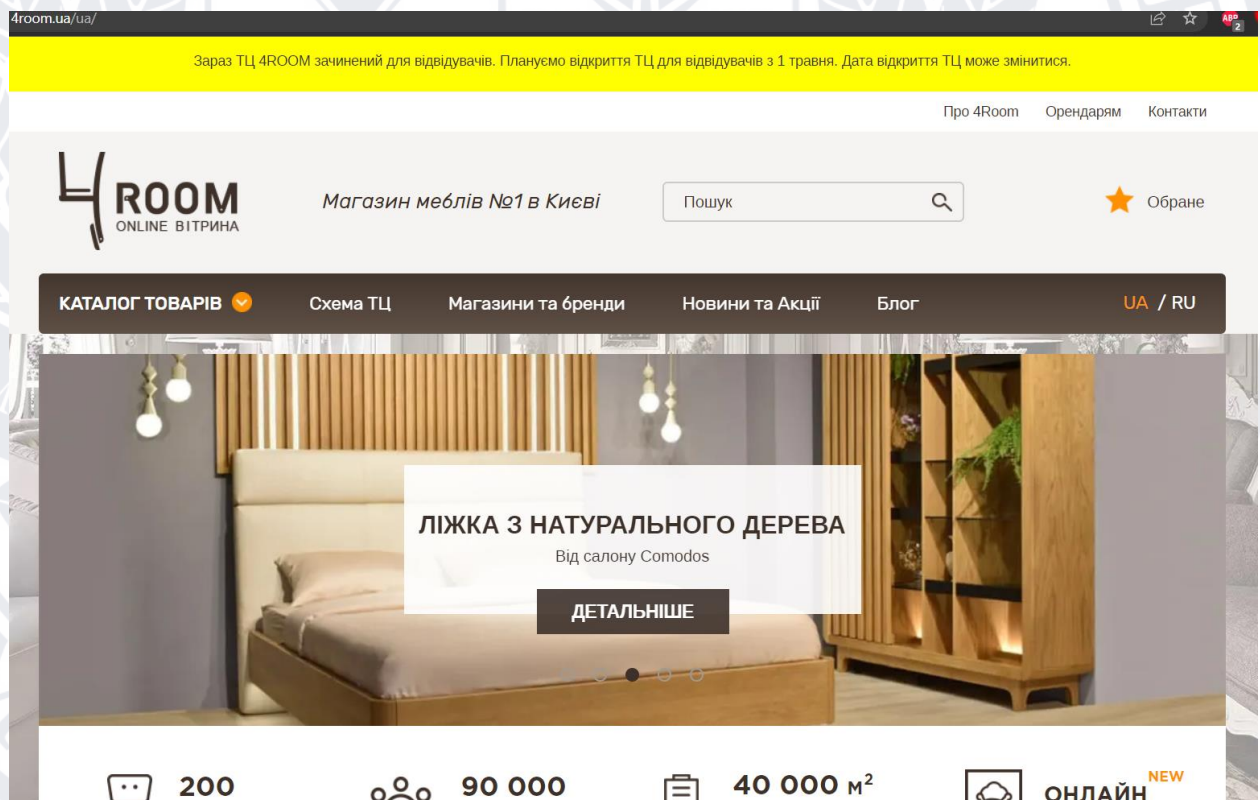 4room.ua/ua/
ABP
2
Зараз ТЦ 4ROOM зачинений для відвідувачів. Плануємо відкриття ТЦ для відвідувачів з 1 травня. Дата відкриття ТЦ може змінитися.
Про 4Room Орендарям Контакти
4ROOM
ONLINE ВІТРИНА
Магазин меблів №1 в Києві
Пошук
Обране
КАТАЛОГ ТОВАРІВ Схема ТЦ Магазини та бренди Новини та Акції Блог UA / RU
ЛІЖКА З НАТУРАЛЬНОГО ДЕРЕВА
Від салону Comodos
ДЕТАЛЬНІШЕ
200 90 000 40 000 м² ОНЛАЙН NEW